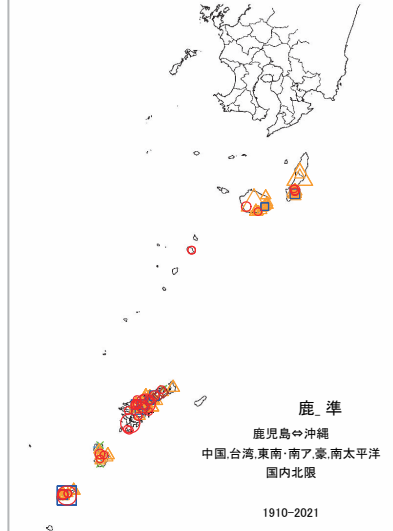 鹿_ 準
鹿児島⇔沖縄
中国,台湾,東南･南ア,豪,南太平洋
国内北限
1910-2021